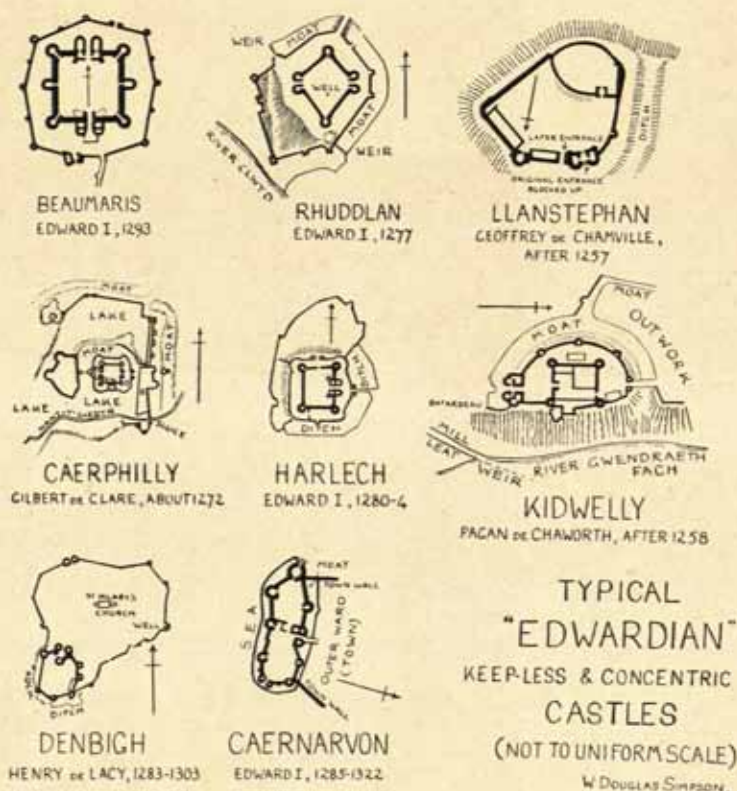 BEAUMARIS
EDWARD I, 1293
WEIR
MOAT
WELL
MOAT
WEIR
RIVER CLWYD
RHUDDLAN
EDWARD I, 1277
DITCH
LATER ENTRANCE
ORIGINAL ENTRANCE
BLOCKED UP
LLANSTEPHAN
GEOFFREY DE CHAMVILLE,
AFTER 1257
MOAT
LAKE
MOAT
MOAT
LAKE
LAKE
CAERPHILLY
GILBERT DE CLARE, ABOUT 1272
DITCH
DITCH
HARLECH
EDWARD I, 1280-4
MOAT
MOAT
OUTWORK
BATARDEAU
MILL
LEAT
WEIR
RIVER GWENDRAETH
FACH
KIDWELLY
PAGAN DE CHAWORTH, AFTER 1258
ST HILARY'S
CHURCH
WELL
DITCH
DENBIGH
HENRY DE LACY, 1283-1303
MOAT
TOWN WALL
SEA
OUTER WARD
(TOWN)
TOWN WALL
CAERNARVON
EDWARD I, 1285-1322
TYPICAL
"EDWARDIAN"
KEEP-LESS & CONCENTRIC
CASTLES
(NOT TO UNIFORM SCALE)
W DOUGLAS SIMPSON.